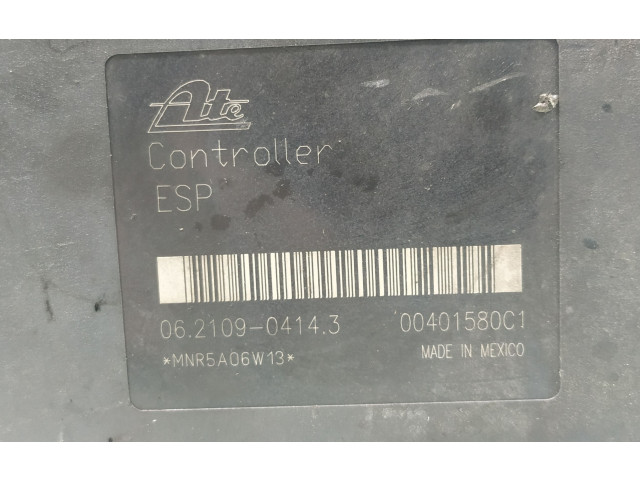 Ate
Controller
ESP
06.2109-0414.3 00401580C1
*MNR5A06W13* MADE IN MEXICO